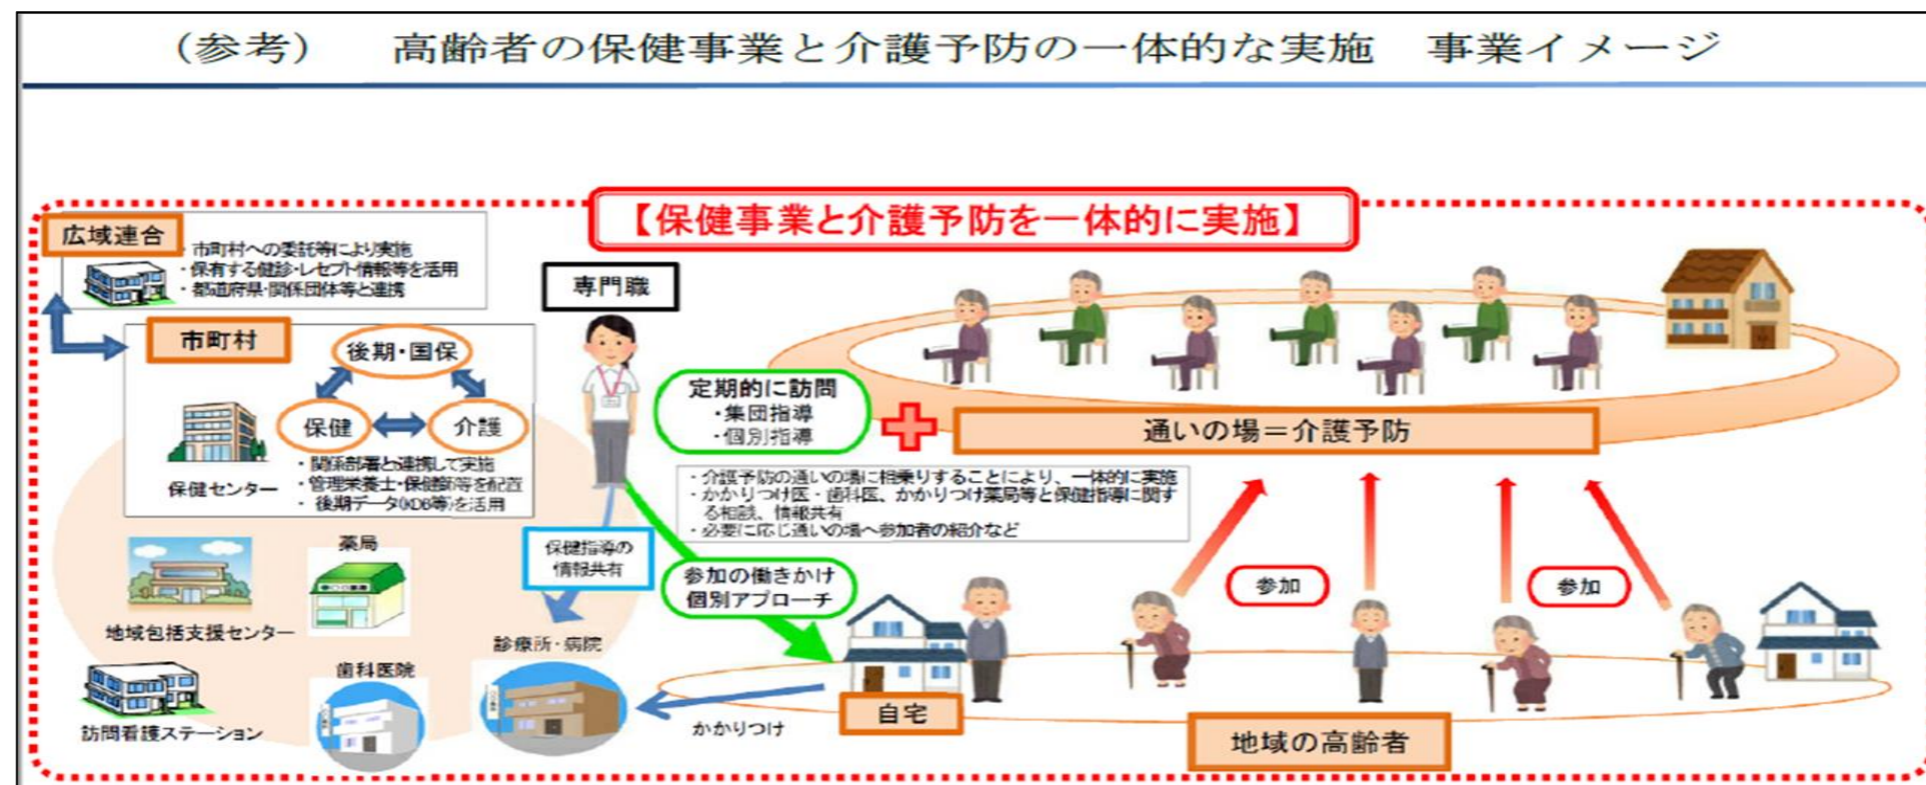 (参考) 高齢者の保健事業と介護予防の一体的な実施 事業イメージ
【保健事業と介護予防を一体的に実施】
広域連合
・市町村への委託等により実施
・保有する健診・レセプト情報等を活用
・都道府県・関係団体等と連携
市町村
後期・国保
保健
介護
保健センター
・関係部署と連携して実施
・管理栄養士・保健師等を配置
・後期データ(KDB等)を活用
専門職
定期的に訪問
・集団指導
・個別指導
通いの場=介護予防
・介護予防の通いの場に相乗りすることにより、一体的に実施
・かかりつけ医・歯科医、かかりつけ薬局等と保健指導に関す
る相談、情報共有
・必要に応じ通いの場へ参加者の紹介など
保健指導の
情報共有
参加の働きかけ
個別アプローチ
参加
参加
薬局
地域包括支援センター
診療所・病院
歯科医院
訪問看護ステーション
かかりつけ
自宅
地域の高齢者